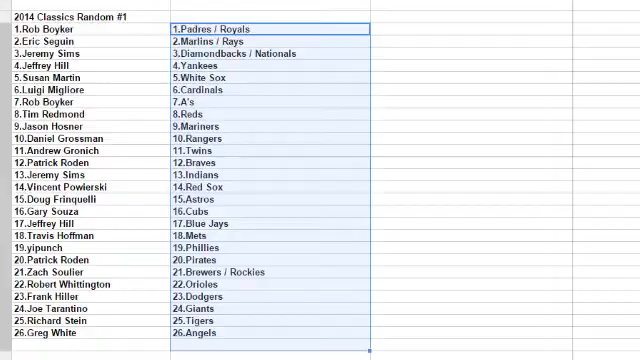 2014 Classics Random #1
1.Rob Boyker 1.Padres / Royals
2.Eric Seguin 2.Marlins / Rays
3.Jeremy Sims 3.Diamondbacks / Nationals
4.Jeffrey Hill 4.Yankees
5.Susan Martin 5.White Sox
6.Luigi Migliore 6.Cardinals
7.Rob Boyker 7.A's
8.Tim Redmond 8.Reds
9.Jason Hosner 9.Mariners
10.Daniel Grossman 10.Rangers
11.Andrew Gronich 11.Twins
12.Patrick Roden 12.Braves
13.Jeremy Sims 13.Indians
14.Vincent Powierski 14.Red Sox
15.Doug Frinquelli 15.Astros
16.Gary Souza 16.Cubs
17.Jeffrey Hill 17.Blue Jays
18.Travis Hoffman 18.Mets
19.yipunch 19.Phillies
20.Patrick Roden 20.Pirates
21.Zach Soulier 21.Brewers / Rockies
22.Robert Whittington 22.Orioles
23.Frank Hiller 23.Dodgers
24.Joe Tarantino 24.Giants
25.Richard Stein 25.Tigers
26.Greg White 26.Angels